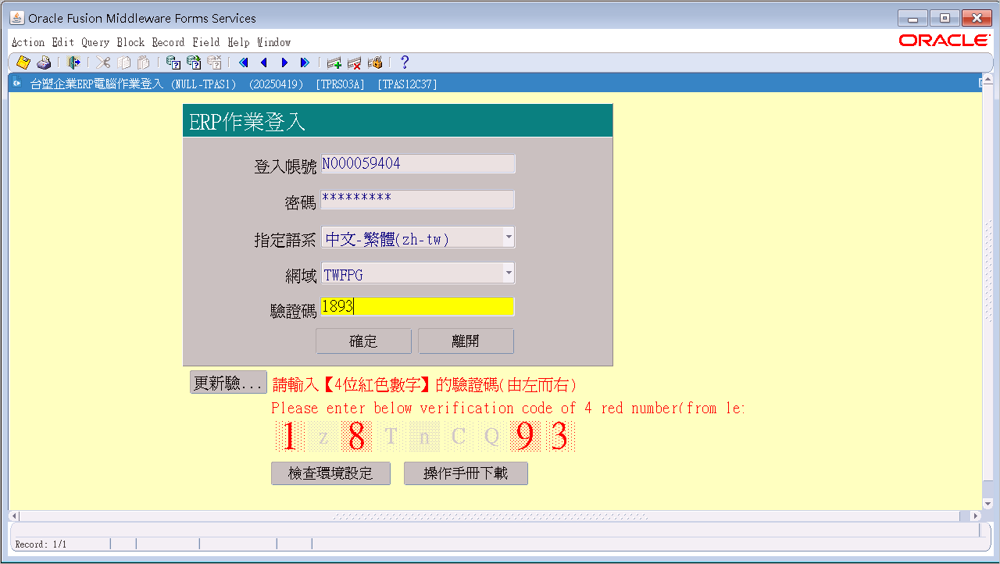 Oracle Fusion Middleware Forms Services
Action Edit Query Block Record Field Help Window
ORACLE
台塑企業ERP電腦作業登入 (NULL-TPAS1) (20250419) [TPRS03A] [TPAS12C37]
ERP作業登入
登入帳號 N000059404
密碼 *********
指定語系 中文-繁體(zh-tw)
網域 TWFPG
驗證碼 1893
確定 離開
更新驗... 請輸入【4位紅色數字】的驗證碼(由左而右)
Please enter below verification code of 4 red number(from le
1 z 8 T n C Q 9 3
檢查環境設定 操作手冊下載
Record: 1/1